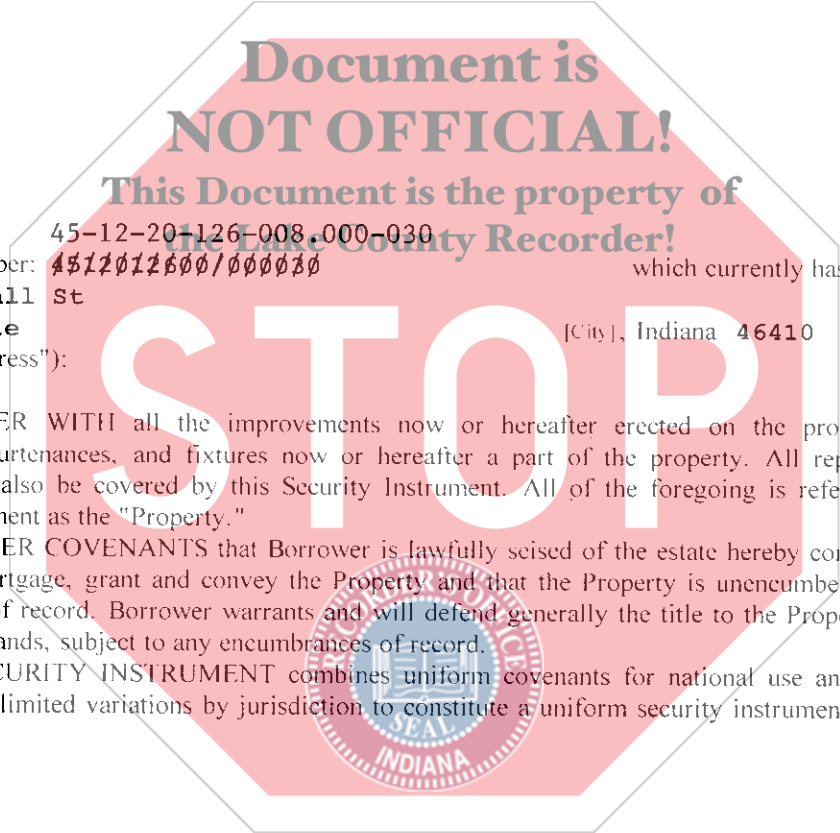 Document is
NOT OFFICIAL!
This Document is the property of
the Lake County Recorder!
45-12-20-126-008.000-030
ber: 4512012600/000030 which currently has
all St
le [City], Indiana 46410
ress"):
STOP
ER WITH all the improvements now or hereafter erected on the pro
urtenances, and fixtures now or hereafter a part of the property. All rep
also be covered by this Security Instrument. All of the foregoing is refe
ment as the "Property."
ER COVENANTS that Borrower is lawfully seised of the estate hereby con
rtgage, grant and convey the Property and that the Property is unencumbe
of record. Borrower warrants and will defend generally the title to the Prope
ands, subject to any encumbrances of record.
CURITY INSTRUMENT combines uniform covenants for national use an
limited variations by jurisdiction to constitute a uniform security instrumen
RECORDER'S OFFICE
SEAL
INDIANA